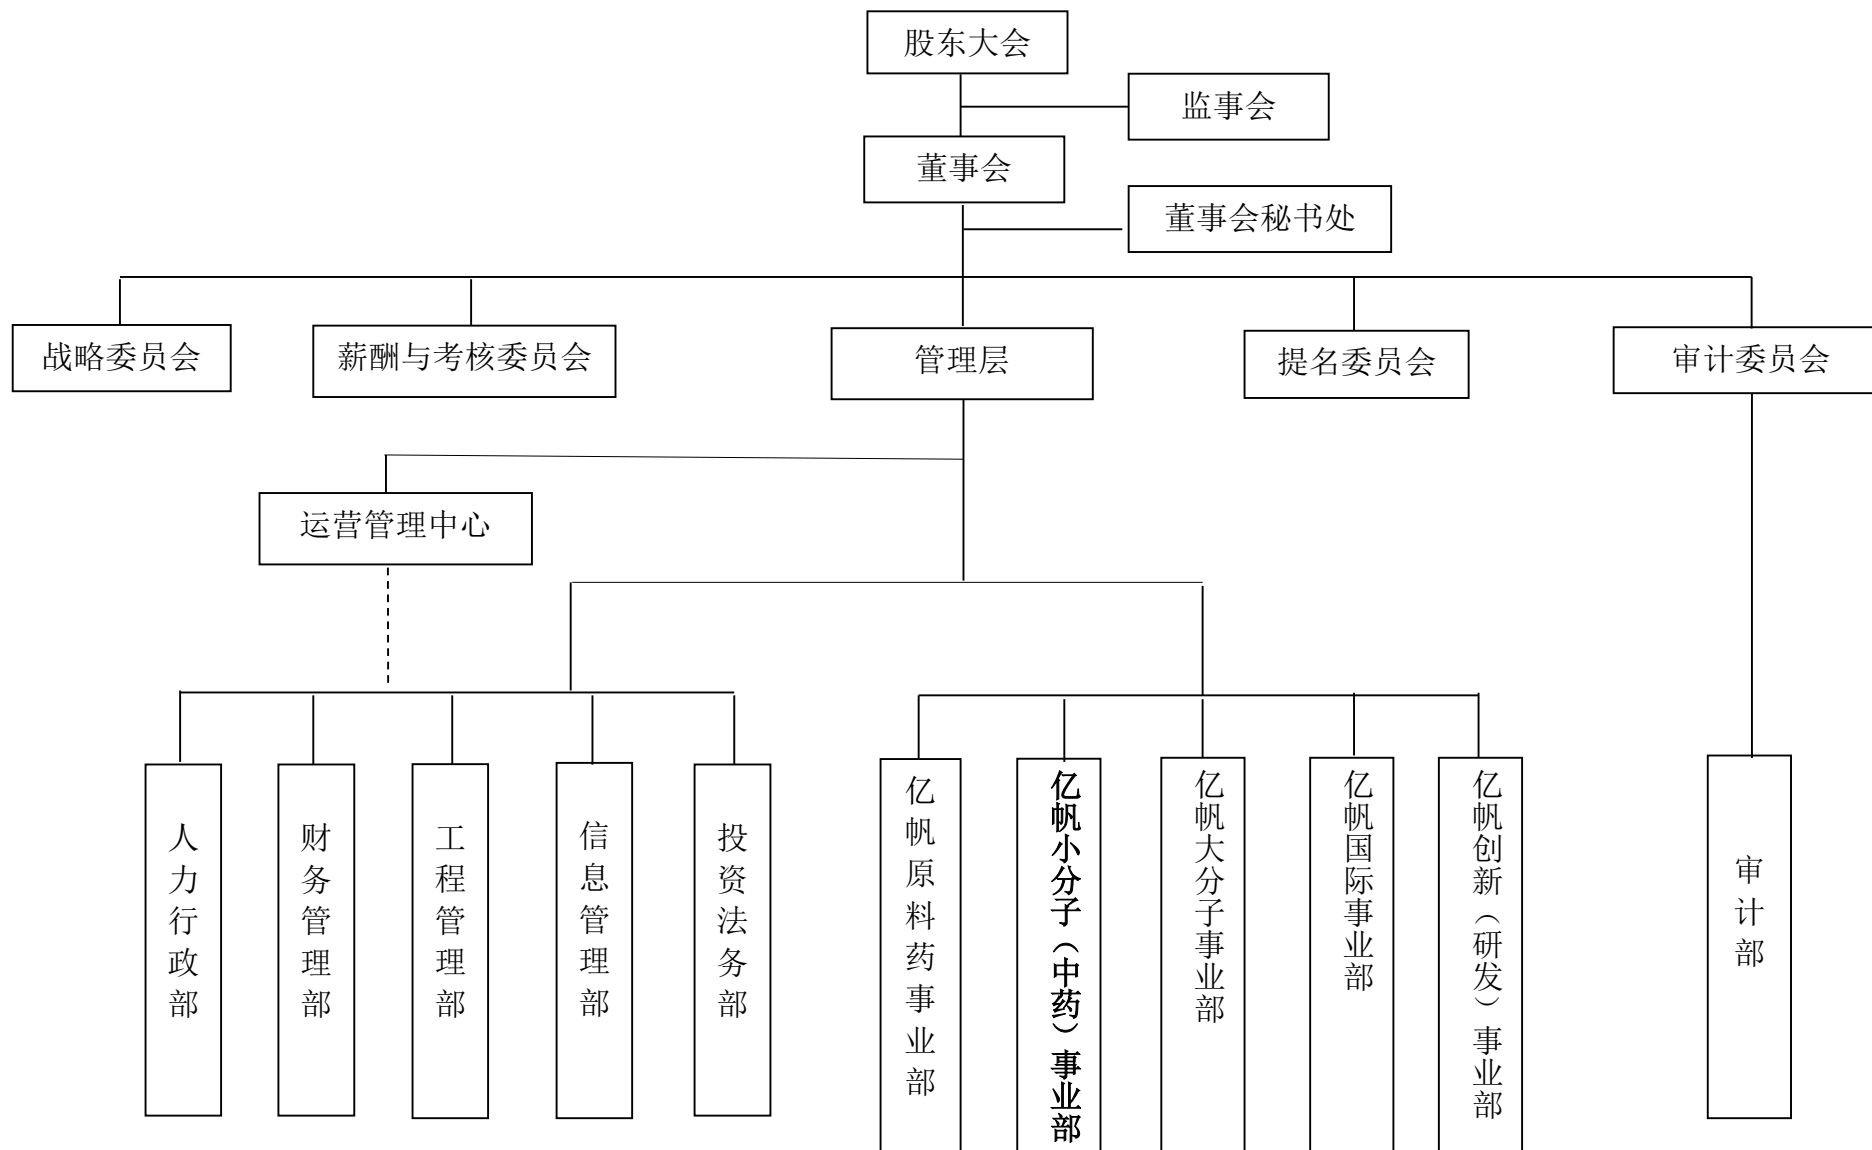 股东大会
监事会
董事会
董事会秘书处
战略委员会
薪酬与考核委员会
管理层
提名委员会
审计委员会
运营管理中心
人力行政部
财务管理部
工程管理部
信息管理部
投资法务部
亿帆原料药事业部
亿帆小分子（中药）事业部
亿帆大分子事业部
亿帆国际事业部
亿帆创新（研发）事业部
审计部